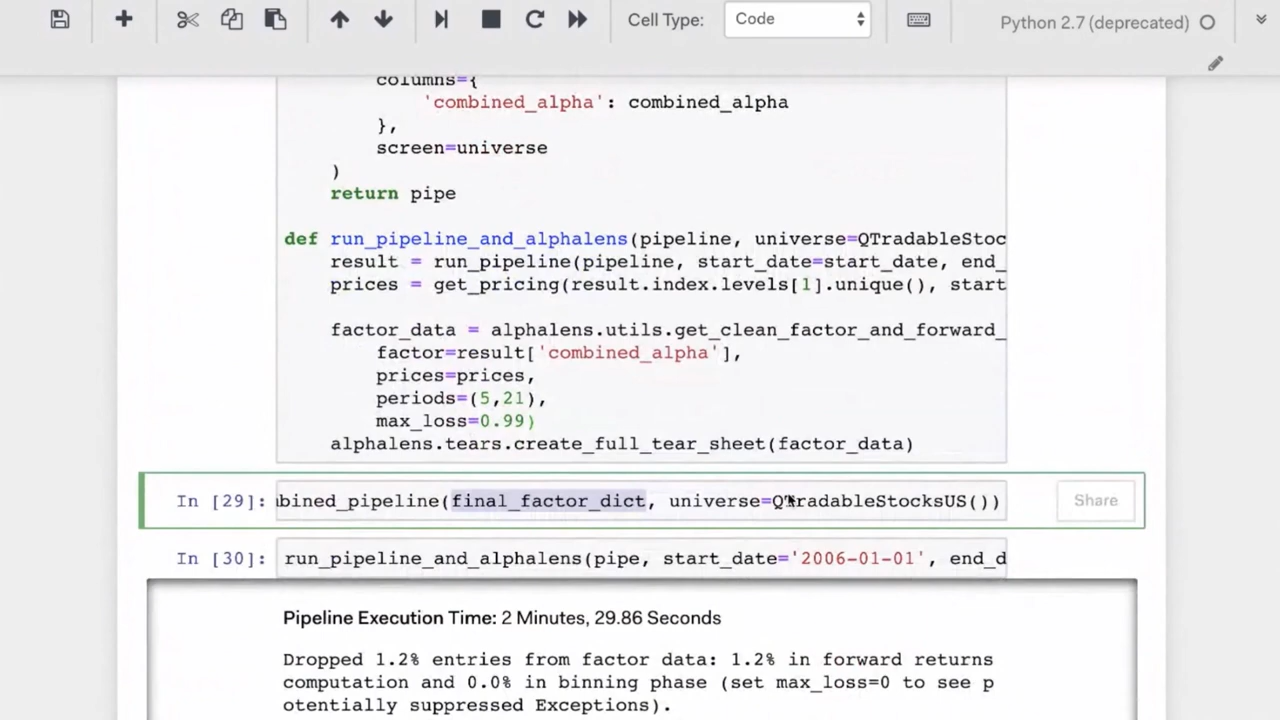 Cell Type: Code Python 2.7 (deprecated)
columns={
'combined_alpha': combined_alpha
},
screen=universe
)
return pipe
def run_pipeline_and_alphalens(pipeline, universe=QTradableStoc
result = run_pipeline(pipeline, start_date=start_date, end_
prices = get_pricing(result.index.levels[1].unique(), start
factor_data = alphalens.utils.get_clean_factor_and_forward_
factor=result['combined_alpha'],
prices=prices,
periods=(5,21),
max_loss=0.99)
alphalens.tears.create_full_tear_sheet(factor_data)
In [29]: bined_pipeline(final_factor_dict, universe=QTradableStocksUS()) Share
In [30]: run_pipeline_and_alphalens(pipe, start_date='2006-01-01', end_d
Pipeline Execution Time: 2 Minutes, 29.86 Seconds
Dropped 1.2% entries from factor data: 1.2% in forward returns
computation and 0.0% in binning phase (set max_loss=0 to see p
otentially suppressed Exceptions).